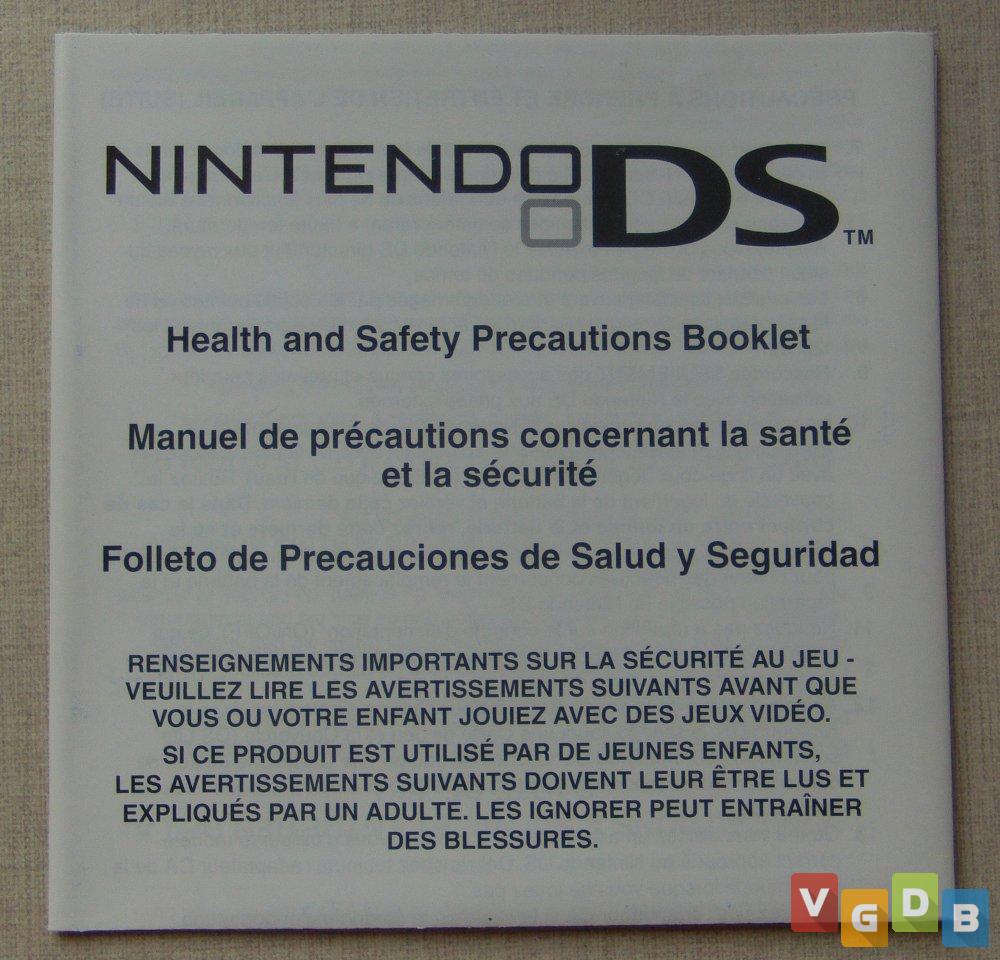 NINTENDO DS™
Health and Safety Precautions Booklet
Manuel de précautions concernant la santé
et la sécurité
Folleto de Precauciones de Salud y Seguridad
RENSEIGNEMENTS IMPORTANTS SUR LA SÉCURITÉ AU JEU -
VEUILLEZ LIRE LES AVERTISSEMENTS SUIVANTS AVANT QUE
VOUS OU VOTRE ENFANT JOUIEZ AVEC DES JEUX VIDÉO.
SI CE PRODUIT EST UTILISÉ PAR DE JEUNES ENFANTS,
LES AVERTISSEMENTS SUIVANTS DOIVENT LEUR ÊTRE LUS ET
EXPLIQUÉS PAR UN ADULTE. LES IGNORER PEUT ENTRAÎNER
DES BLESSURES.
VGDB